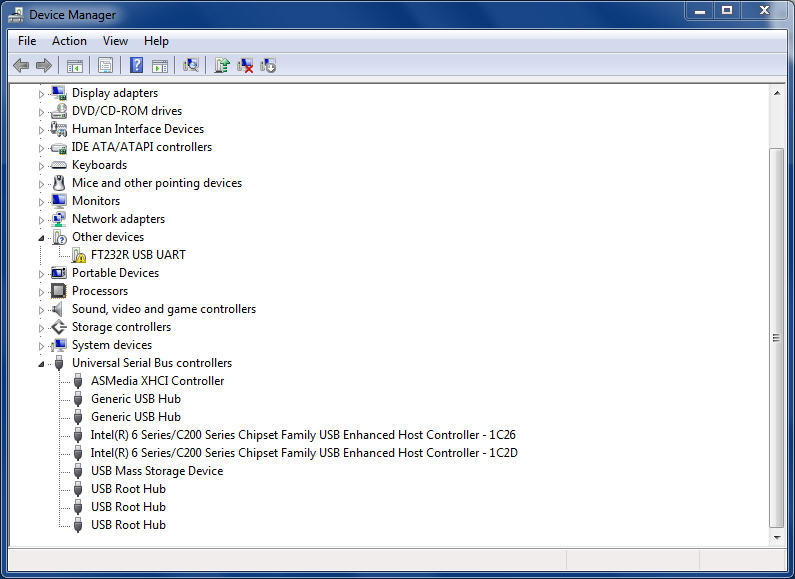 Device Manager
File Action View Help
Display adapters
DVD/CD-ROM drives
Human Interface Devices
IDE ATA/ATAPI controllers
Keyboards
Mice and other pointing devices
Monitors
Network adapters
Other devices
FT232R USB UART
Portable Devices
Processors
Sound, video and game controllers
Storage controllers
System devices
Universal Serial Bus controllers
ASMedia XHCI Controller
Generic USB Hub
Generic USB Hub
Intel(R) 6 Series/C200 Series Chipset Family USB Enhanced Host Controller - 1C26
Intel(R) 6 Series/C200 Series Chipset Family USB Enhanced Host Controller - 1C2D
USB Mass Storage Device
USB Root Hub
USB Root Hub
USB Root Hub